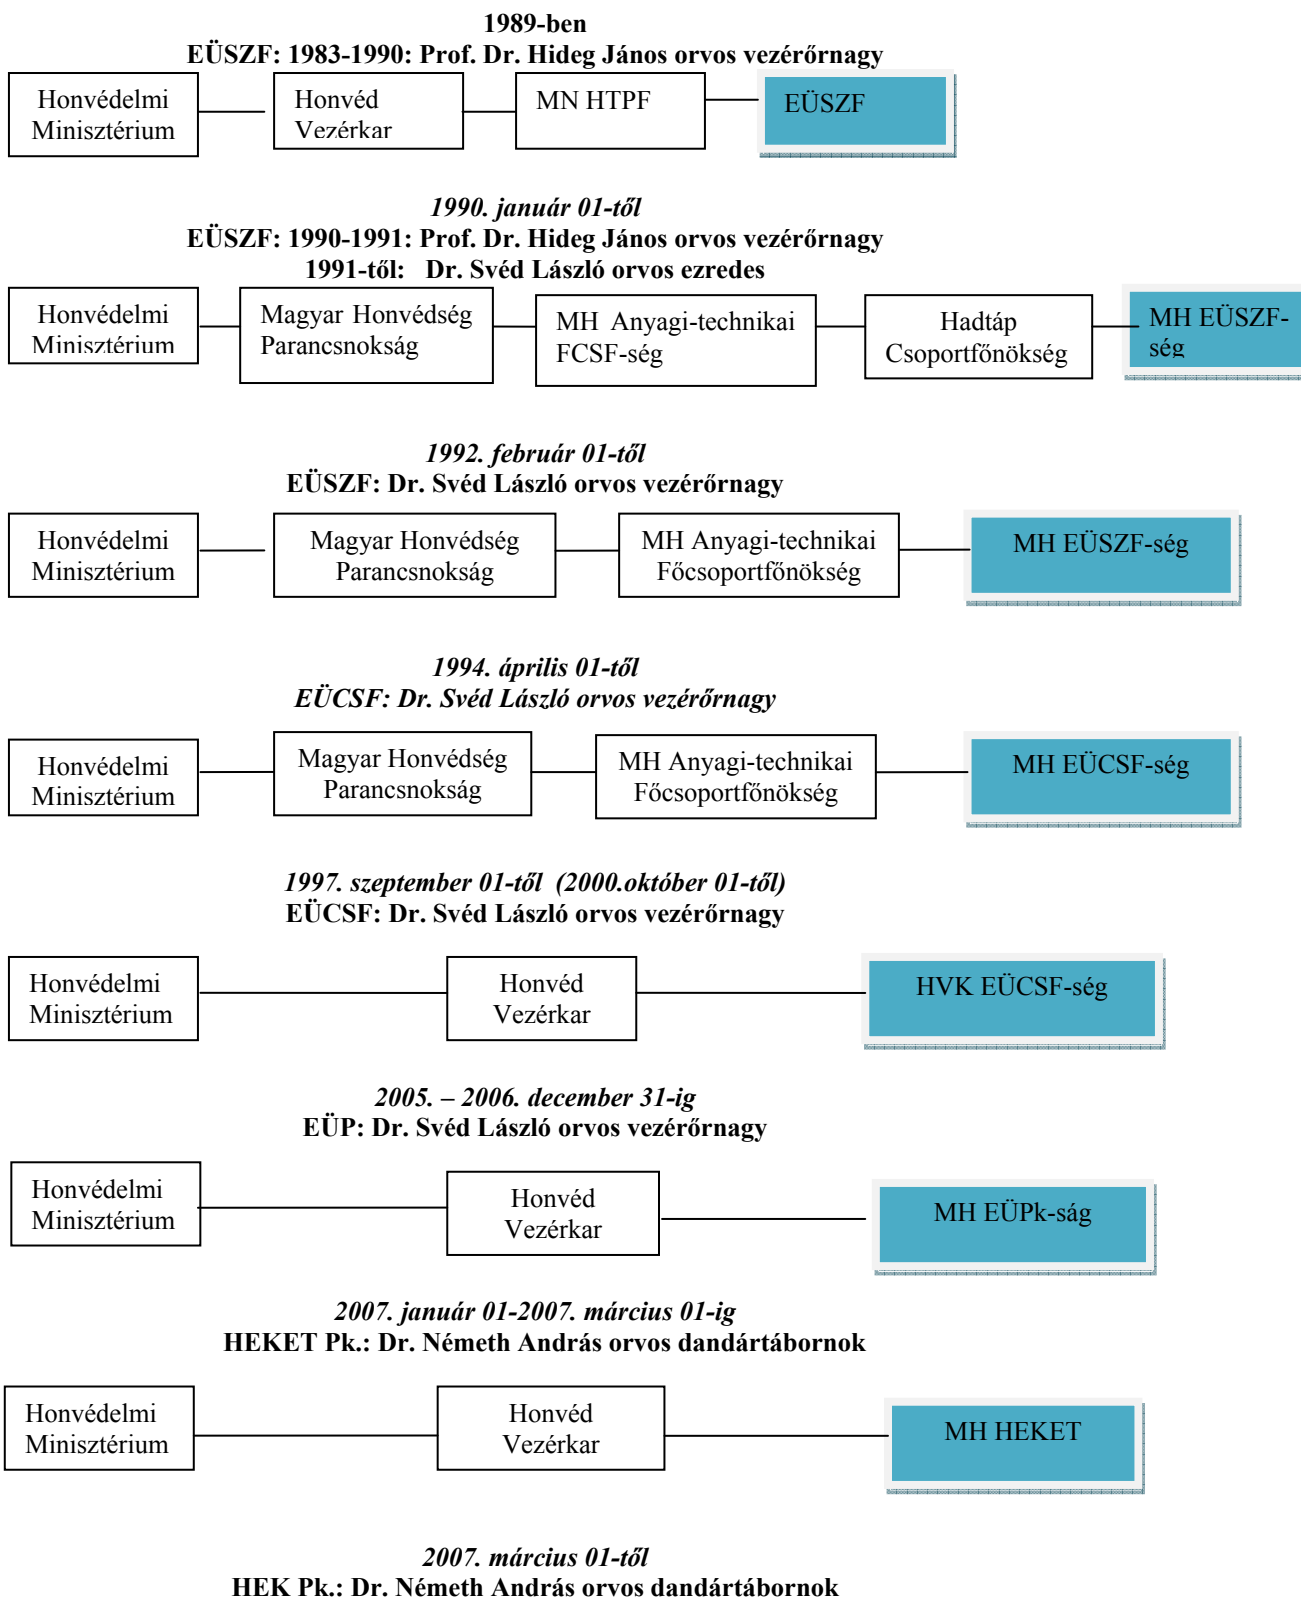 1989-ben
EÜSZF: 1983-1990: Prof. Dr. Hideg János orvos vezérőrnagy
Honvédelmi
Minisztérium
Honvéd
Vezérkar
MN HTPF
EÜSZF
1990. január 01-től
EÜSZF: 1990-1991: Prof. Dr. Hideg János orvos vezérőrnagy
1991-től: Dr. Svéd László orvos ezredes
Honvédelmi
Minisztérium
Magyar Honvédség
Parancsnokság
MH Anyagi-technikai
FCSF-ség
Hadtáp
Csoportfőnökség
MH EÜSZF-
ség
1992. február 01-től
EÜSZF: Dr. Svéd László orvos vezérőrnagy
Honvédelmi
Minisztérium
Magyar Honvédség
Parancsnokság
MH Anyagi-technikai
Főcsoportfőnökség
MH EÜSZF-ség
1994. április 01-től
EÜCSF: Dr. Svéd László orvos vezérőrnagy
Honvédelmi
Minisztérium
Magyar Honvédség
Parancsnokság
MH Anyagi-technikai
Főcsoportfőnökség
MH EÜCSF-ség
1997. szeptember 01-től (2000.október 01-től)
EÜCSF: Dr. Svéd László orvos vezérőrnagy
Honvédelmi
Minisztérium
Honvéd
Vezérkar
HVK EÜCSF-ség
2005. – 2006. december 31-ig
EÜP: Dr. Svéd László orvos vezérőrnagy
Honvédelmi
Minisztérium
Honvéd
Vezérkar
MH EÜPk-ság
2007. január 01-2007. március 01-ig
HEKET Pk.: Dr. Németh András orvos dandártábornok
Honvédelmi
Minisztérium
Honvéd
Vezérkar
MH HEKET
2007. március 01-től
HEK Pk.: Dr. Németh András orvos dandártábornok